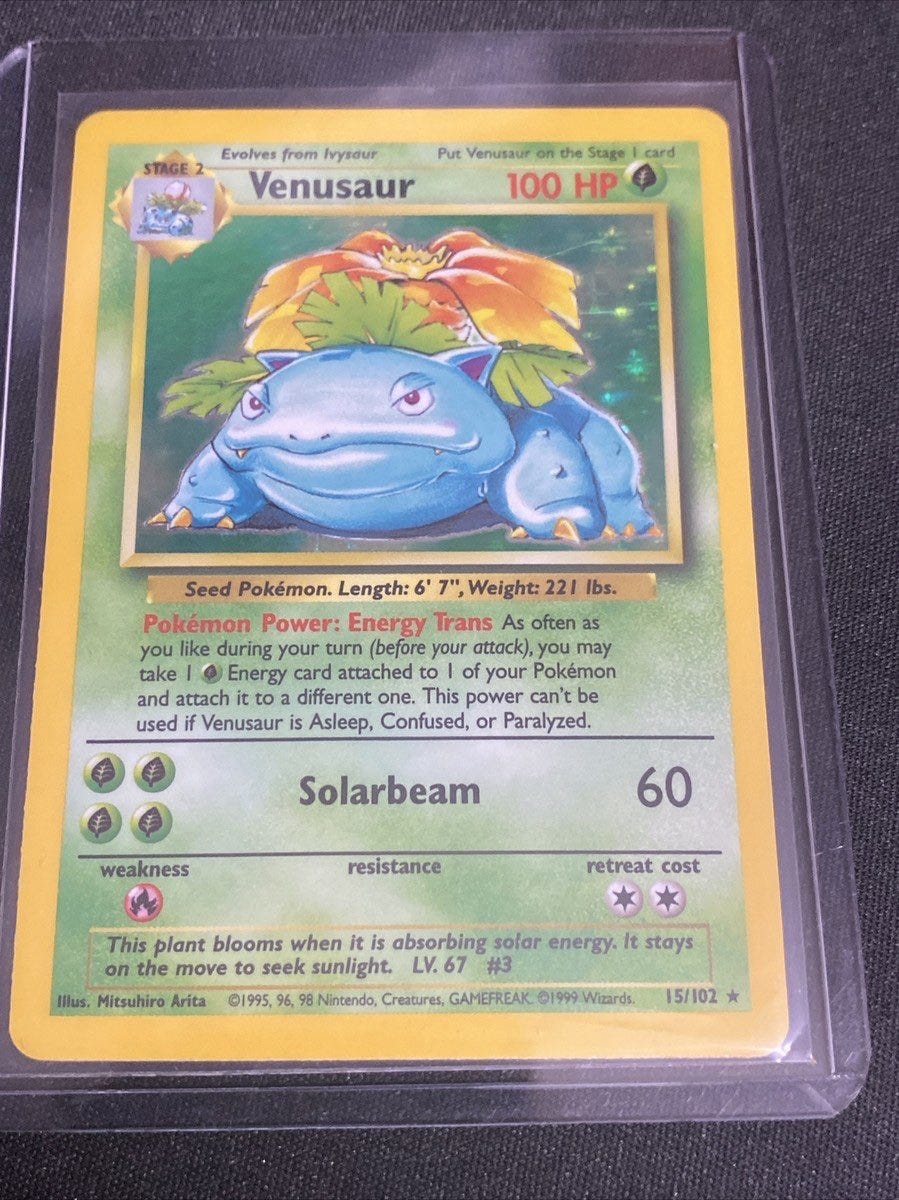 Evolves from Ivysaur Put Venusaur on the Stage 1 card
STAGE 2
Venusaur 100 HP
Seed Pokémon. Length: 6' 7", Weight: 221 lbs.
Pokémon Power: Energy Trans As often as
you like during your turn (before your attack), you may
take 1 Energy card attached to 1 of your Pokémon
and attach it to a different one. This power can't be
used if Venusaur is Asleep, Confused, or Paralyzed.
Solarbeam 60
weakness resistance retreat cost
This plant blooms when it is absorbing solar energy. It stays
on the move to seek sunlight. LV. 67 #3
Illus. Mitsuhiro Arita ©1995, 96, 98 Nintendo, Creatures, GAMEFREAK. ©1999 Wizards. 15/102 ★